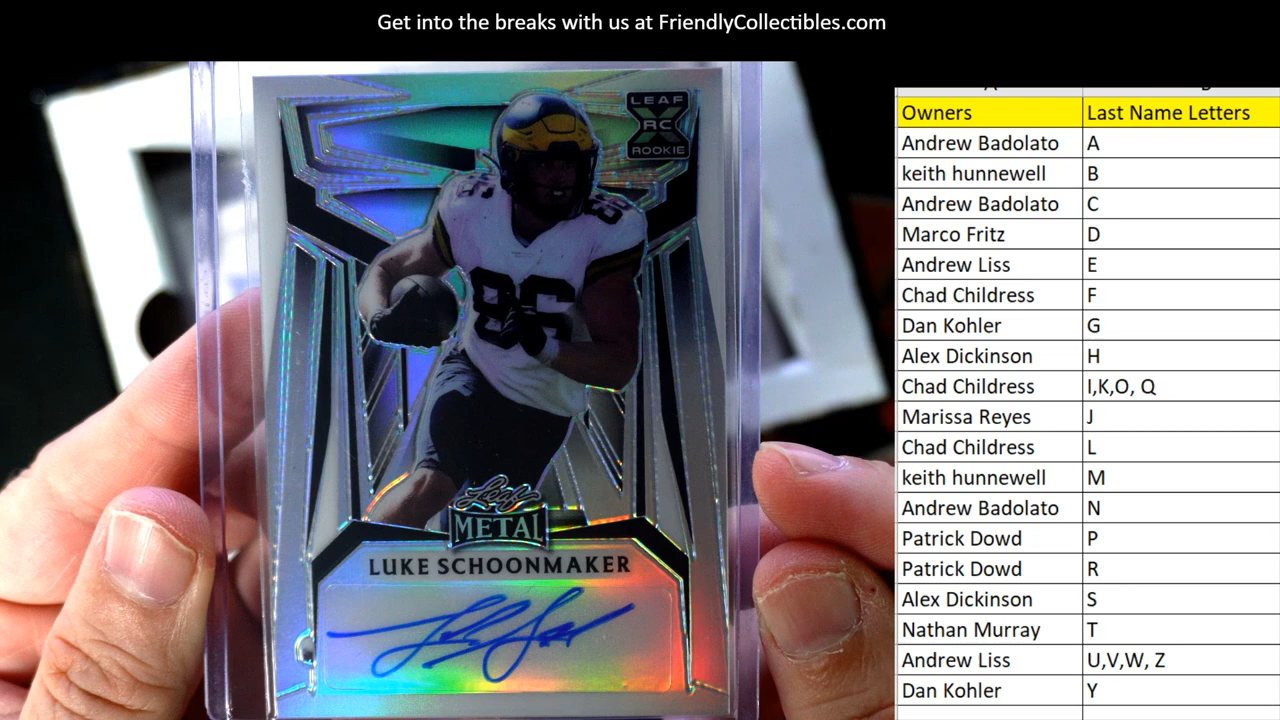 Get into the breaks with us at FriendlyCollectibles.com
LEAF
RC
ROOKIE
86
86
Leaf
METAL
LUKE SCHOONMAKER
Owners Last Name Letters
Andrew Badolato A
keith hunnewell B
Andrew Badolato C
Marco Fritz D
Andrew Liss E
Chad Childress F
Dan Kohler G
Alex Dickinson H
Chad Childress I,K,O, Q
Marissa Reyes J
Chad Childress L
keith hunnewell M
Andrew Badolato N
Patrick Dowd P
Patrick Dowd R
Alex Dickinson S
Nathan Murray T
Andrew Liss U,V,W, Z
Dan Kohler Y